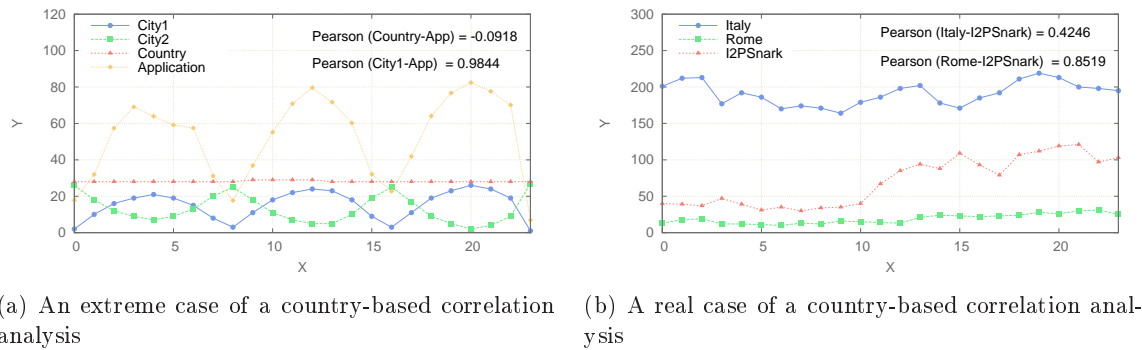 120
100
80
60
40
20
0
0
5
10
15
20
X
Y
City1
City2
Country
Application
Pearson (Country-App) = -0.0918
Pearson (City1-App) = 0.9844
300
250
200
150
100
50
0
0
5
10
15
20
X
Y
Italy
Rome
I2PSnark
Pearson (Italy-I2PSnark) = 0.4246
Pearson (Rome-I2PSnark) = 0.8519
(a) An extreme case of a country-based correlation
analysis
(b) A real case of a country-based correlation anal-
ysis